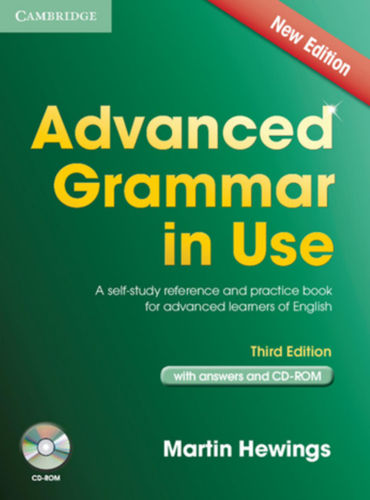 CAMBRIDGE
New Edition
Advanced
Grammar
in Use
A self-study reference and practice book
for advanced learners of English
Third Edition
with answers and CD-ROM
CD-ROM
Martin Hewings